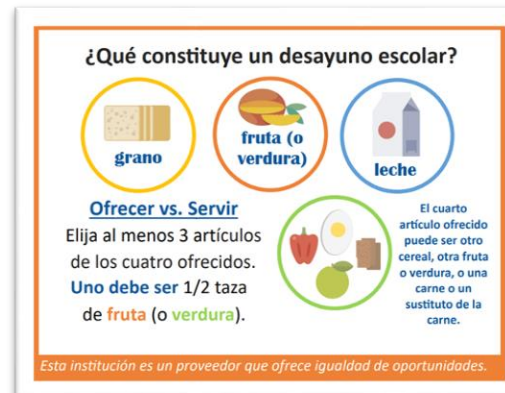 ¿Qué constituye un desayuno escolar?
grano
fruta (o
verdura)
leche
Ofrecer vs. Servir
Elija al menos 3 artículos
de los cuatro ofrecidos.
Uno debe ser 1/2 taza
de fruta (o verdura).
El cuarto
artículo ofrecido
puede ser otro
cereal, otra fruta
o verdura, o una
carne o un
sustituto de la
carne.
Esta institución es un proveedor que ofrece igualdad de oportunidades.